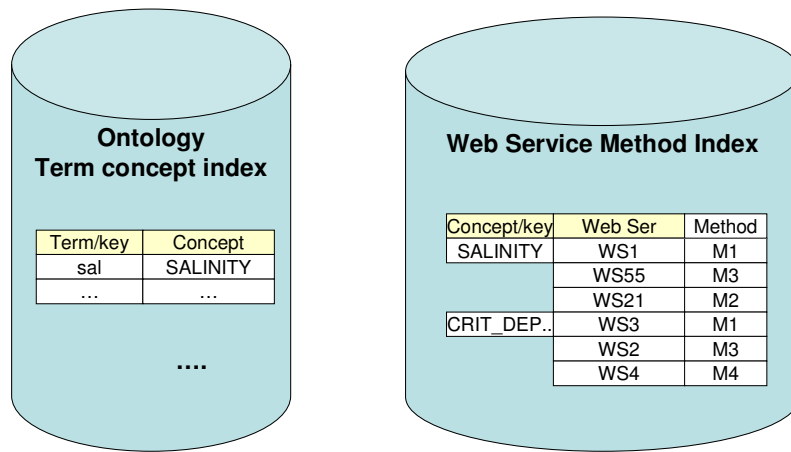 Ontology
Term concept index
Term/key Concept
sal SALINITY
… …
....
Web Service Method Index
Concept/key Web Ser Method
SALINITY WS1 M1
WS55 M3
WS21 M2
CRIT_DEP.. WS3 M1
WS2 M3
WS4 M4